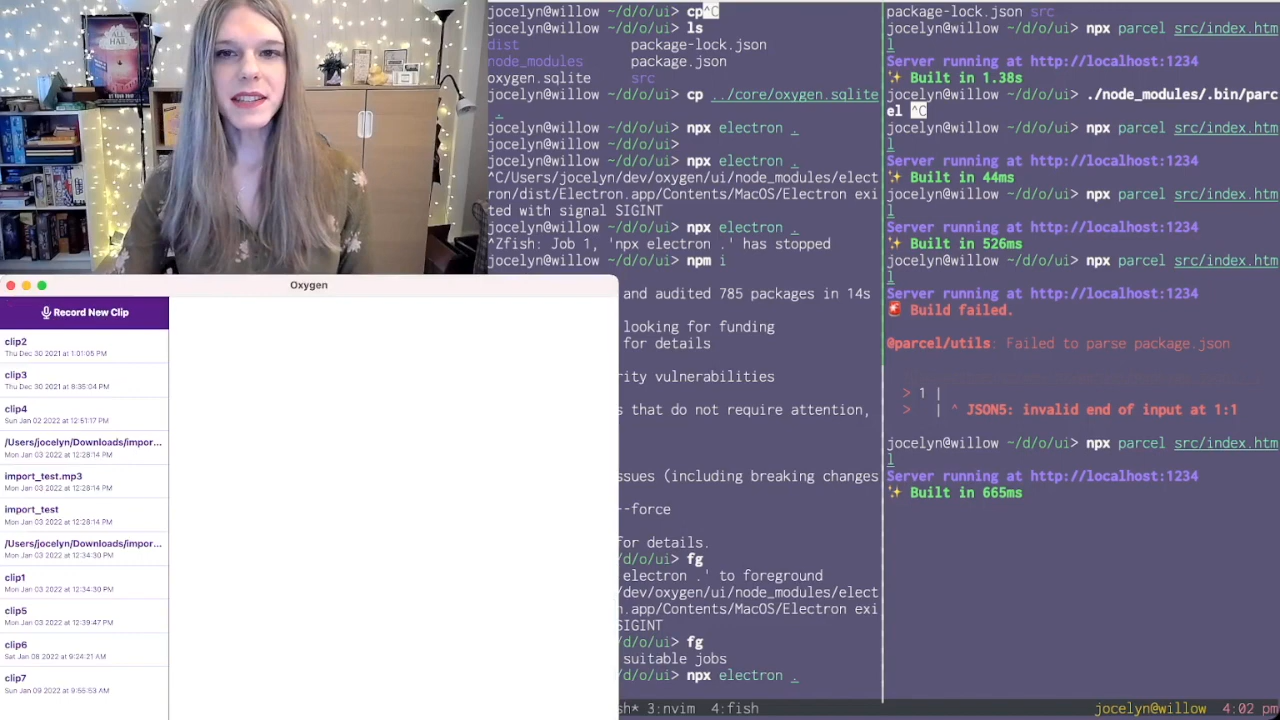 ALL
HAIL
jocelyn@willow ~/d/o/ui> cp^C
jocelyn@willow ~/d/o/ui> ls
dist package-lock.json
node_modules package.json
oxygen.sqlite src
jocelyn@willow ~/d/o/ui> cp ../core/oxygen.sqlite
.
jocelyn@willow ~/d/o/ui> npx electron .
jocelyn@willow ~/d/o/ui>
jocelyn@willow ~/d/o/ui> npx electron .
^C/Users/jocelyn/dev/oxygen/ui/node_modules/elect
ron/dist/Electron.app/Contents/MacOS/Electron exi
ted with signal SIGINT
jocelyn@willow ~/d/o/ui> npx electron .
^Zfish: Job 1, 'npx electron .' has stopped
jocelyn@willow ~/d/o/ui> npm i
and audited 785 packages in 14s
looking for funding
for details
rity vulnerabilities
s that do not require attention,
ssues (including breaking changes
--force
for details.
/d/o/ui> fg
electron .' to foreground
/dev/oxygen/ui/node_modules/elect
n.app/Contents/MacOS/Electron exi
SIGINT
/d/o/ui> fg
suitable jobs
/d/o/ui> npx electron .
package-lock.json src
jocelyn@willow ~/d/o/ui> npx parcel src/index.htm
l
Server running at http://localhost:1234
✨ Built in 1.38s
jocelyn@willow ~/d/o/ui> ./node_modules/.bin/parc
el ^C
jocelyn@willow ~/d/o/ui> npx parcel src/index.htm
l
Server running at http://localhost:1234
✨ Built in 44ms
jocelyn@willow ~/d/o/ui> npx parcel src/index.htm
l
Server running at http://localhost:1234
✨ Built in 526ms
jocelyn@willow ~/d/o/ui> npx parcel src/index.htm
l
Server running at http://localhost:1234
🚨 Build failed.
@parcel/utils: Failed to parse package.json
> 1 |
> | ^ JSON5: invalid end of input at 1:1
jocelyn@willow ~/d/o/ui> npx parcel src/index.htm
l
Server running at http://localhost:1234
✨ Built in 665ms
Oxygen
Record New Clip
clip2
Thu Dec 30 2021 at 1:01:05 PM
clip3
Thu Dec 30 2021 at 8:35:04 PM
clip4
Sun Jan 02 2022 at 12:51:17 PM
/Users/jocelyn/Downloads/impor...
Mon Jan 03 2022 at 12:28:14 PM
import_test.mp3
Mon Jan 03 2022 at 12:28:14 PM
import_test
Mon Jan 03 2022 at 12:28:14 PM
/Users/jocelyn/Downloads/impor...
Mon Jan 03 2022 at 12:34:30 PM
clip1
Mon Jan 03 2022 at 12:34:30 PM
clip5
Mon Jan 03 2022 at 12:39:47 PM
clip6
Sat Jan 08 2022 at 9:24:21 AM
clip7
Sun Jan 09 2022 at 9:55:53 AM
sh* 3:nvim 4:fish
jocelyn@willow 4:02 pm